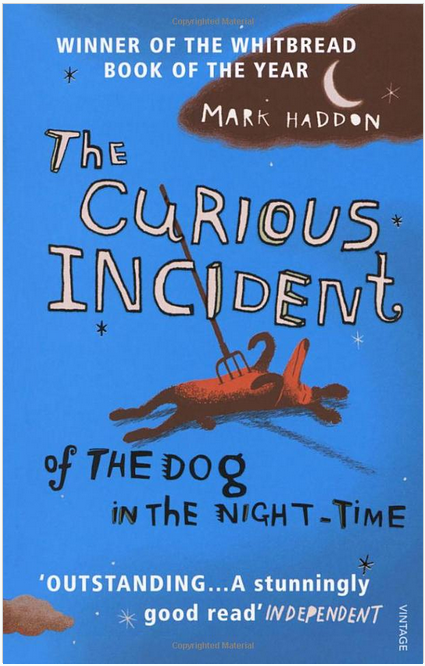 Copyrighted Material
WINNER OF THE WHITBREAD
BOOK OF THE YEAR
MARK HADDON
The
CURIOUS
INCIDENt
of THE DOg
iN THE NIGHT-TiME
'OUTSTANDING...A stunningly
good read' INDEPENDENT
VINTAGE
Copyrighted Material